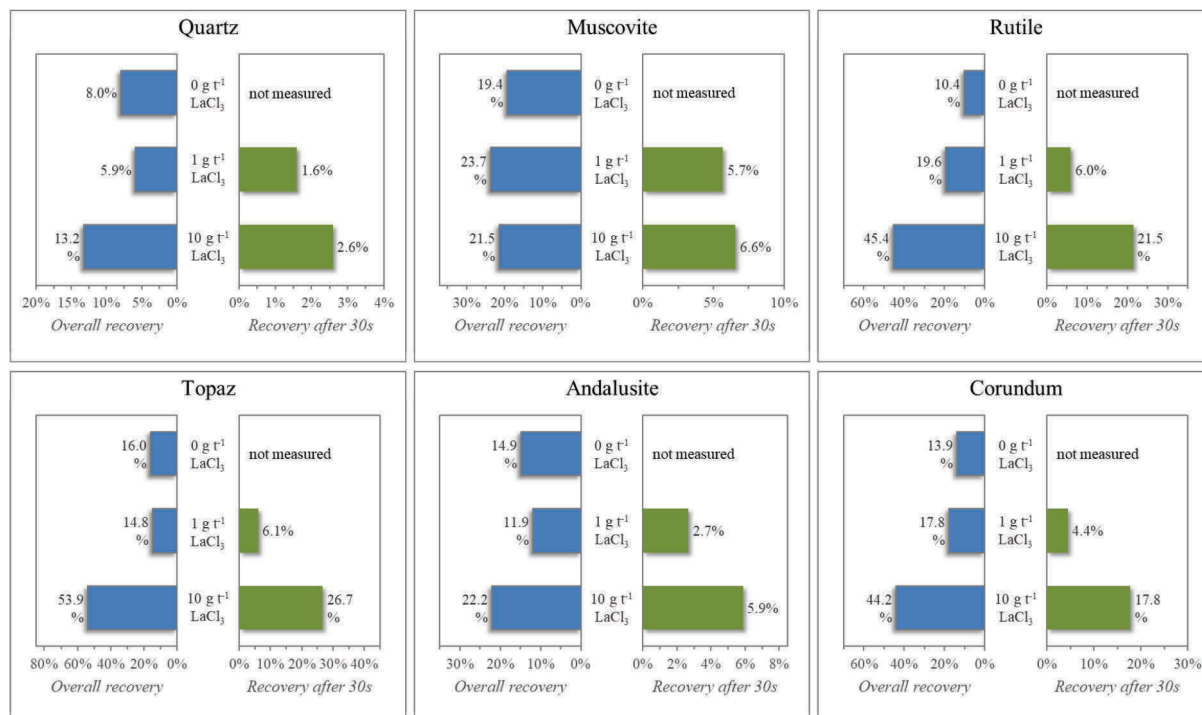 Quartz
8.0%
0 g t⁻¹
LaCl₃
not measured
5.9%
1 g t⁻¹
LaCl₃
1.6%
13.2
%
10 g t⁻¹
LaCl₃
2.6%
20% 15% 10% 5% 0%
0% 1% 2% 3% 4%
Overall recovery
Recovery after 30s
Muscovite
19.4
%
0 g t⁻¹
LaCl₃
not measured
23.7
%
1 g t⁻¹
LaCl₃
5.7%
21.5
%
10 g t⁻¹
LaCl₃
6.6%
30% 20% 10% 0%
0% 5% 10%
Overall recovery
Recovery after 30s
Rutile
10.4
%
0 g t⁻¹
LaCl₃
not measured
19.6
%
1 g t⁻¹
LaCl₃
6.0%
45.4
%
10 g t⁻¹
LaCl₃
21.5
%
60% 40% 20% 0%
0% 10% 20% 30%
Overall recovery
Recovery after 30s
Topaz
16.0
%
0 g t⁻¹
LaCl₃
not measured
14.8
%
1 g t⁻¹
LaCl₃
6.1%
53.9
%
10 g t⁻¹
LaCl₃
26.7
%
80% 60% 40% 20% 0%
0% 10% 20% 30% 40%
Overall recovery
Recovery after 30s
Andalusite
14.9
%
0 g t⁻¹
LaCl₃
not measured
11.9
%
1 g t⁻¹
LaCl₃
2.7%
22.2
%
10 g t⁻¹
LaCl₃
5.9%
30% 20% 10% 0%
0% 2% 4% 6% 8%
Overall recovery
Recovery after 30s
Corundum
13.9
%
0 g t⁻¹
LaCl₃
not measured
17.8
%
1 g t⁻¹
LaCl₃
4.4%
44.2
%
10 g t⁻¹
LaCl₃
17.8
%
60% 40% 20% 0%
0% 10% 20% 30%
Overall recovery
Recovery after 30s